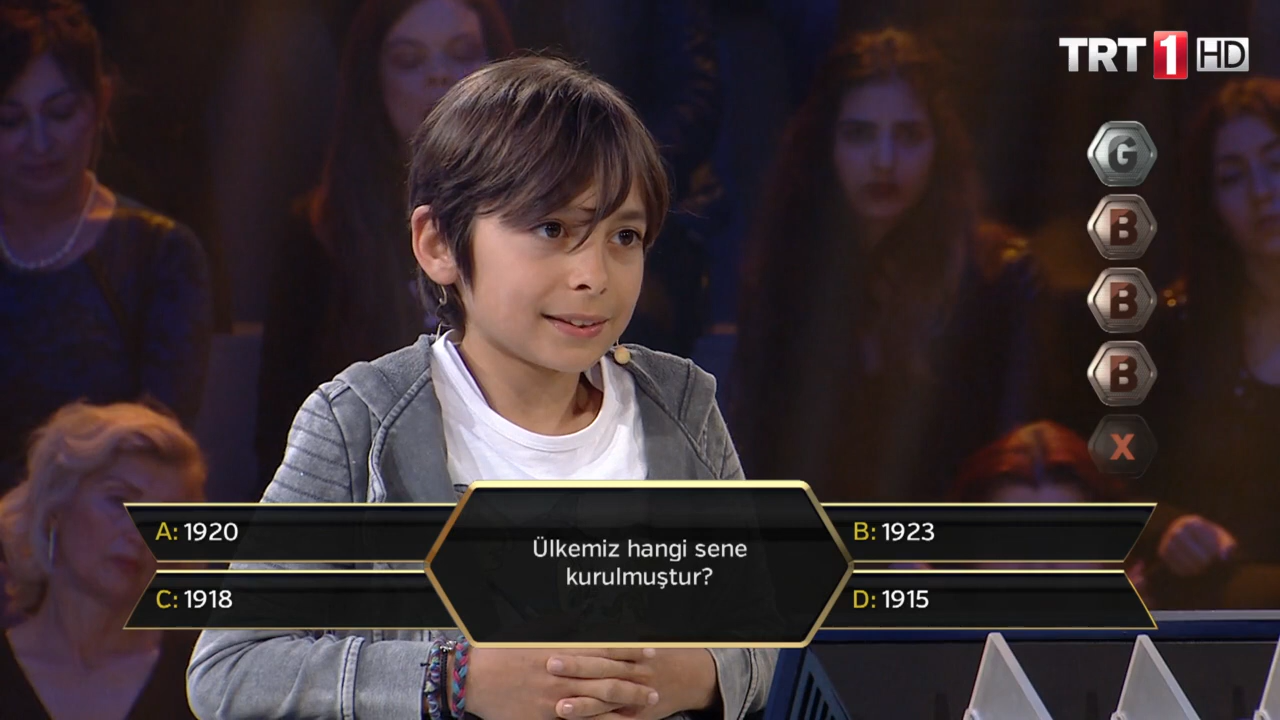 TRT 1 HD
G
B
B
B
X
A: 1920
B: 1923
Ülkemiz hangi sene
kurulmuştur?
C: 1918
D: 1915